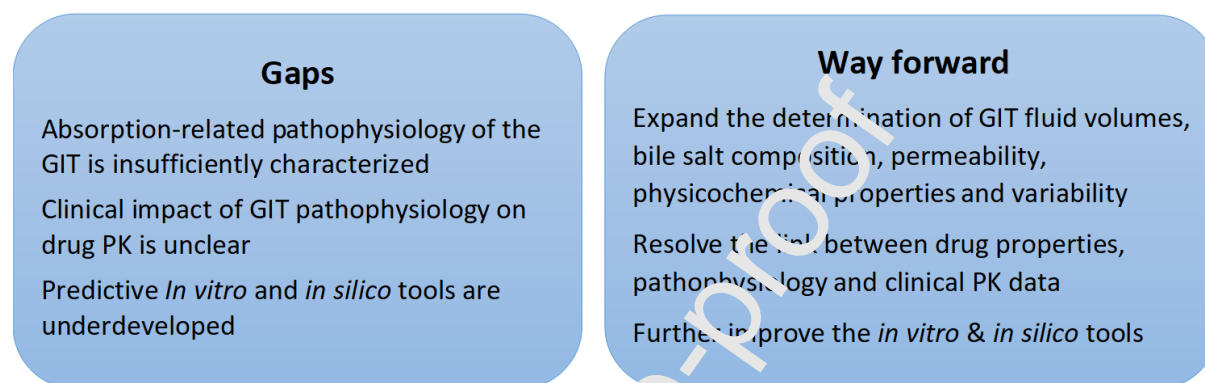 Gaps
Absorption-related pathophysiology of the
GIT is insufficiently characterized
Clinical impact of GIT pathophysiology on
drug PK is unclear
Predictive In vitro and in silico tools are
underdeveloped
Way forward
Expand the determination of GIT fluid volumes,
bile salt composition, permeability,
physicochemical properties and variability
Resolve the link between drug properties,
pathophysiology and clinical PK data
Further improve the in vitro & in silico tools
-proof